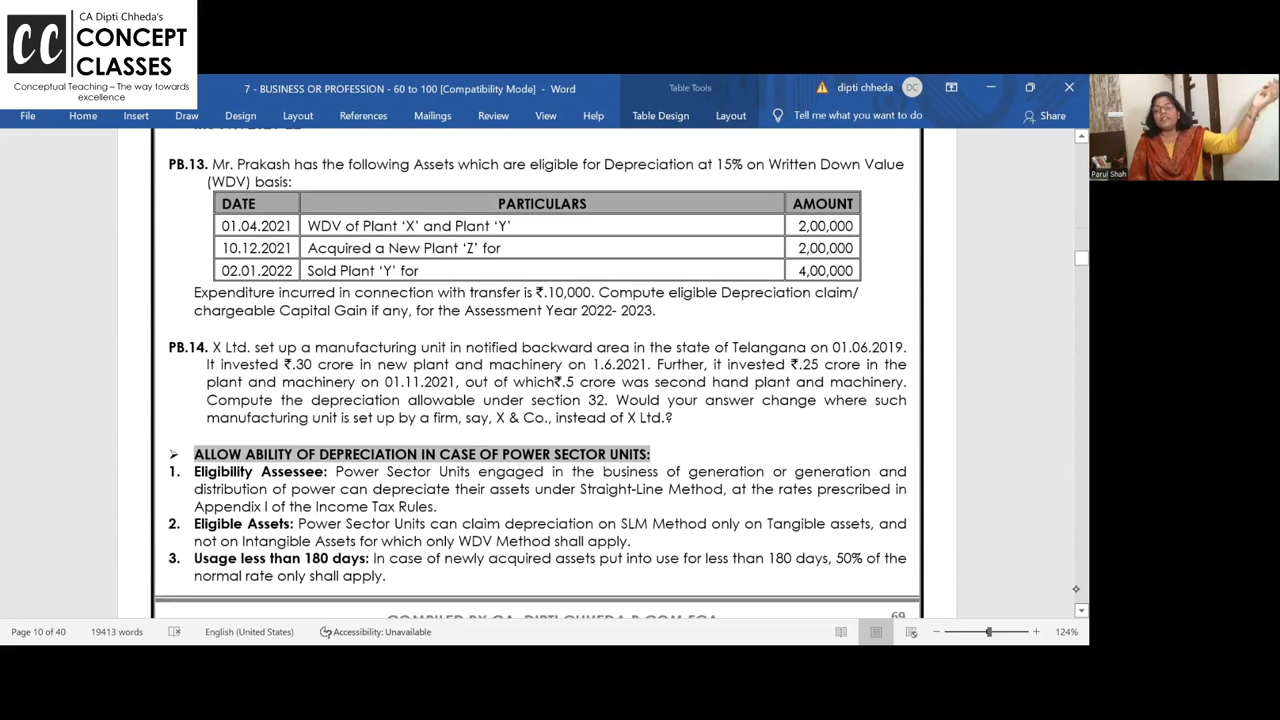 CA Dipti Chheda's
CC CONCEPT
CLASSES
Conceptual Teaching – The way towards
excellence
7 - BUSINESS OR PROFESSION - 60 to 100 [Compatibility Mode] - Word
Table Tools
dipti chheda
DC
File Home Insert Draw Design Layout References Mailings Review View Help Table Design Layout Tell me what you want to do Share
PB.13. Mr. Prakash has the following Assets which are eligible for Depreciation at 15% on Written Down Value
(WDV) basis:
DATE PARTICULARS AMOUNT
01.04.2021 WDV of Plant 'X' and Plant 'Y' 2,00,000
10.12.2021 Acquired a New Plant 'Z' for 2,00,000
02.01.2022 Sold Plant 'Y' for 4,00,000
Expenditure incurred in connection with transfer is ₹.10,000. Compute eligible Depreciation claim/
chargeable Capital Gain if any, for the Assessment Year 2022- 2023.
PB.14. X Ltd. set up a manufacturing unit in notified backward area in the state of Telangana on 01.06.2019.
It invested ₹.30 crore in new plant and machinery on 1.6.2021. Further, it invested ₹.25 crore in the
plant and machinery on 01.11.2021, out of which₹.5 crore was second hand plant and machinery.
Compute the depreciation allowable under section 32. Would your answer change where such
manufacturing unit is set up by a firm, say, X & Co., instead of X Ltd.?
➢ ALLOW ABILITY OF DEPRECIATION IN CASE OF POWER SECTOR UNITS:
1. Eligibility Assessee: Power Sector Units engaged in the business of generation or generation and
distribution of power can depreciate their assets under Straight-Line Method, at the rates prescribed in
Appendix I of the Income Tax Rules.
2. Eligible Assets: Power Sector Units can claim depreciation on SLM Method only on Tangible assets, and
not on Intangible Assets for which only WDV Method shall apply.
3. Usage less than 180 days: In case of newly acquired assets put into use for less than 180 days, 50% of the
normal rate only shall apply.
COMPILED BY CA. DIPTI CHHEDA B.COM FCA 69
Page 10 of 40 19413 words English (United States) Accessibility: Unavailable 124%
Parul Shah